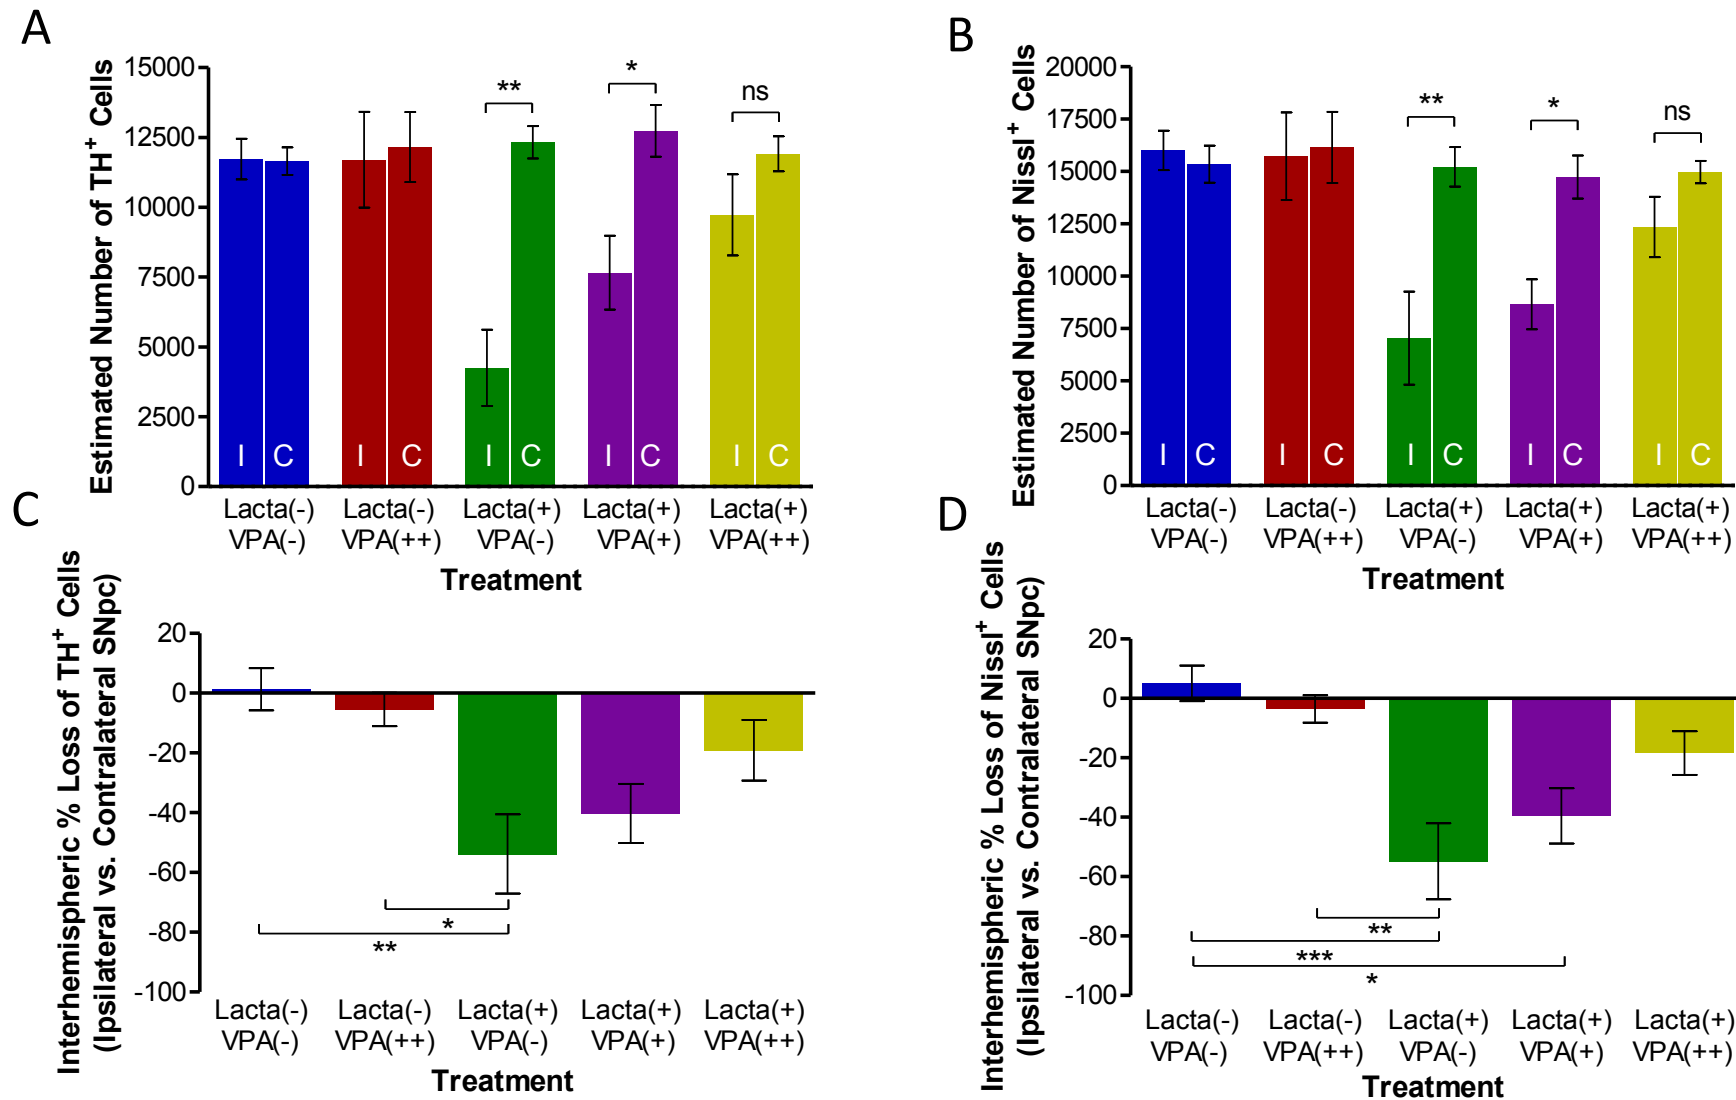 A
Estimated Number of TH+ Cells
15000
12500
10000
7500
5000
2500
0
**
*
ns
I C I C I C I C I C
Lacta(-) Lacta(-) Lacta(+) Lacta(+) Lacta(+)
VPA(-) VPA(++) VPA(-) VPA(+) VPA(++)
Treatment
B
Estimated Number of Nissl+ Cells
20000
17500
15000
12500
10000
7500
5000
2500
0
**
*
ns
I C I C I C I C I C
Lacta(-) Lacta(-) Lacta(+) Lacta(+) Lacta(+)
VPA(-) VPA(++) VPA(-) VPA(+) VPA(++)
Treatment
C
Interhemispheric % Loss of TH+ Cells
(Ipsilateral vs. Contralateral SNpc)
20
0
-20
-40
-60
-80
-100
*
**
Lacta(-) Lacta(-) Lacta(+) Lacta(+) Lacta(+)
VPA(-) VPA(++) VPA(-) VPA(+) VPA(++)
Treatment
D
Interhemispheric % Loss of Nissl+ Cells
(Ipsilateral vs. Contralateral SNpc)
20
0
-20
-40
-60
-80
-100
**
***
*
Lacta(-) Lacta(-) Lacta(+) Lacta(+) Lacta(+)
VPA(-) VPA(++) VPA(-) VPA(+) VPA(++)
Treatment